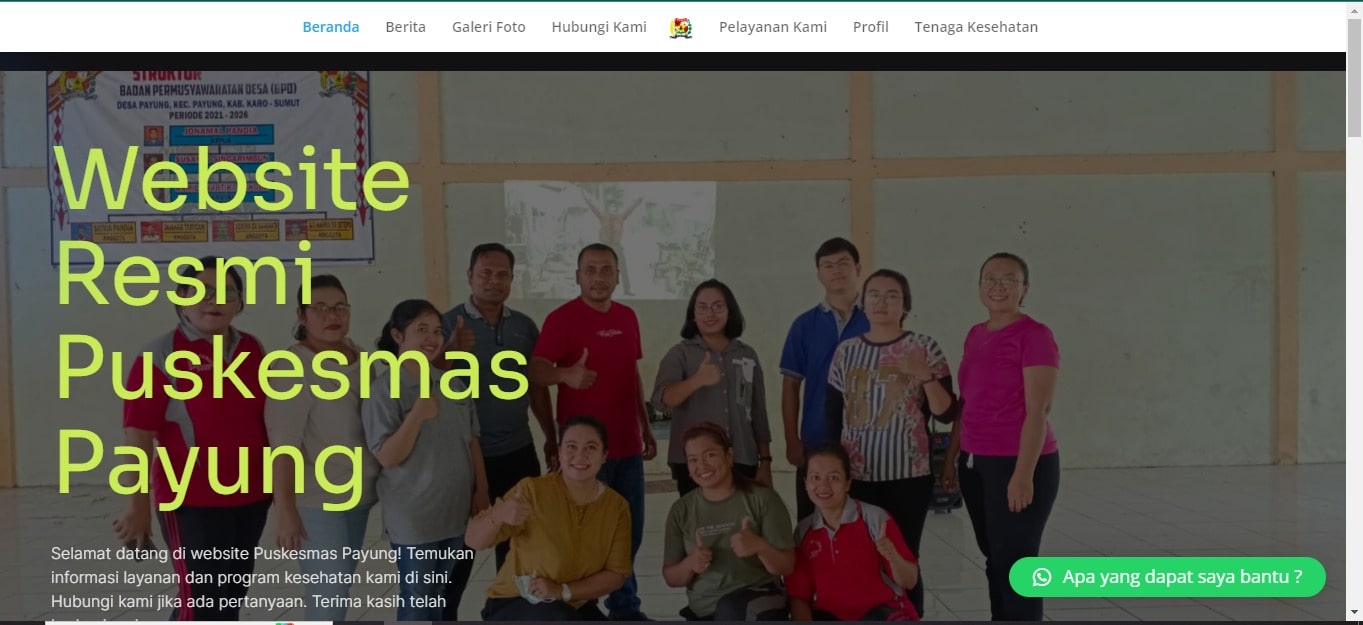 Beranda
Berita
Galeri Foto
Hubungi Kami
Pelayanan Kami
Profil
Tenaga Kesehatan
STRUKTUR
BADAN PERMUSYAWARATAN DESA (BPD)
DESA PAYUNG, KEC. PAYUNG, KAB. KARO - SUMUT
PERIODE 2021 - 2026
Website
Resmi
Puskesmas
Payung
Selamat datang di website Puskesmas Payung! Temukan
informasi layanan dan program kesehatan kami di sini.
Hubungi kami jika ada pertanyaan. Terima kasih telah
Apa yang dapat saya bantu ?